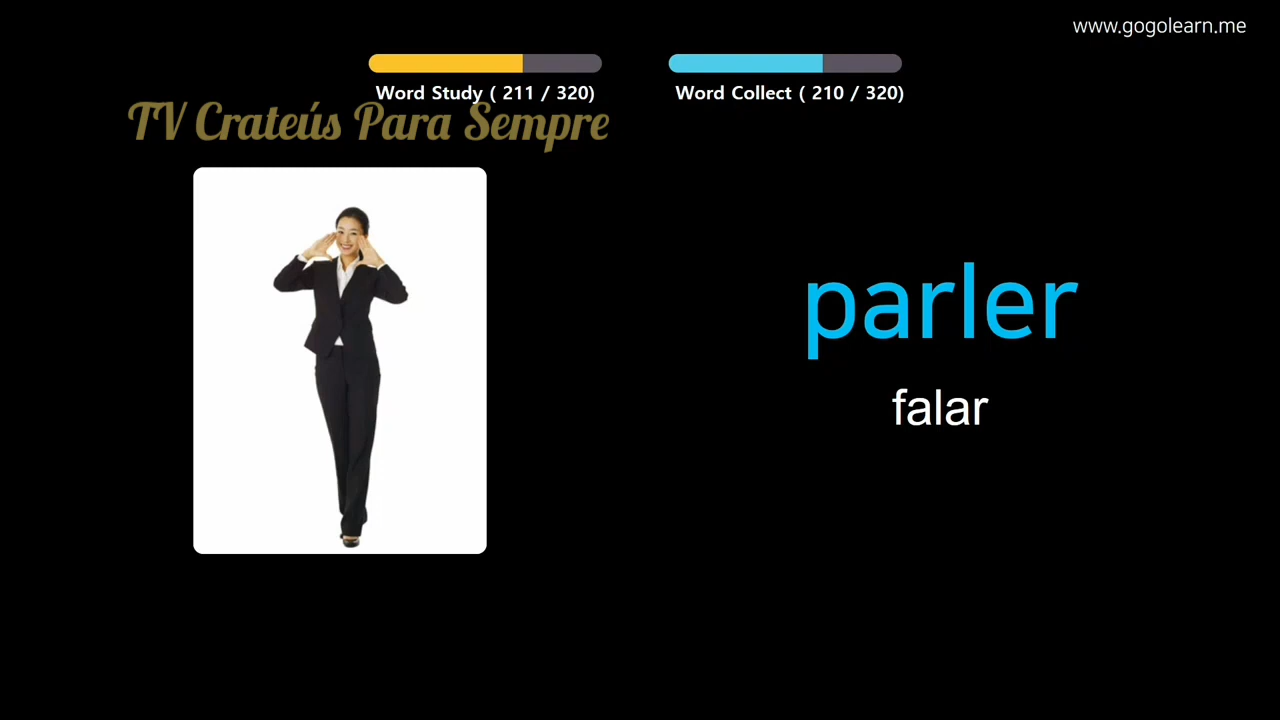 www.gogolearn.me
Word Study ( 211 / 320)
Word Collect ( 210 / 320)
TV Crateús Para Sempre
parler
falar